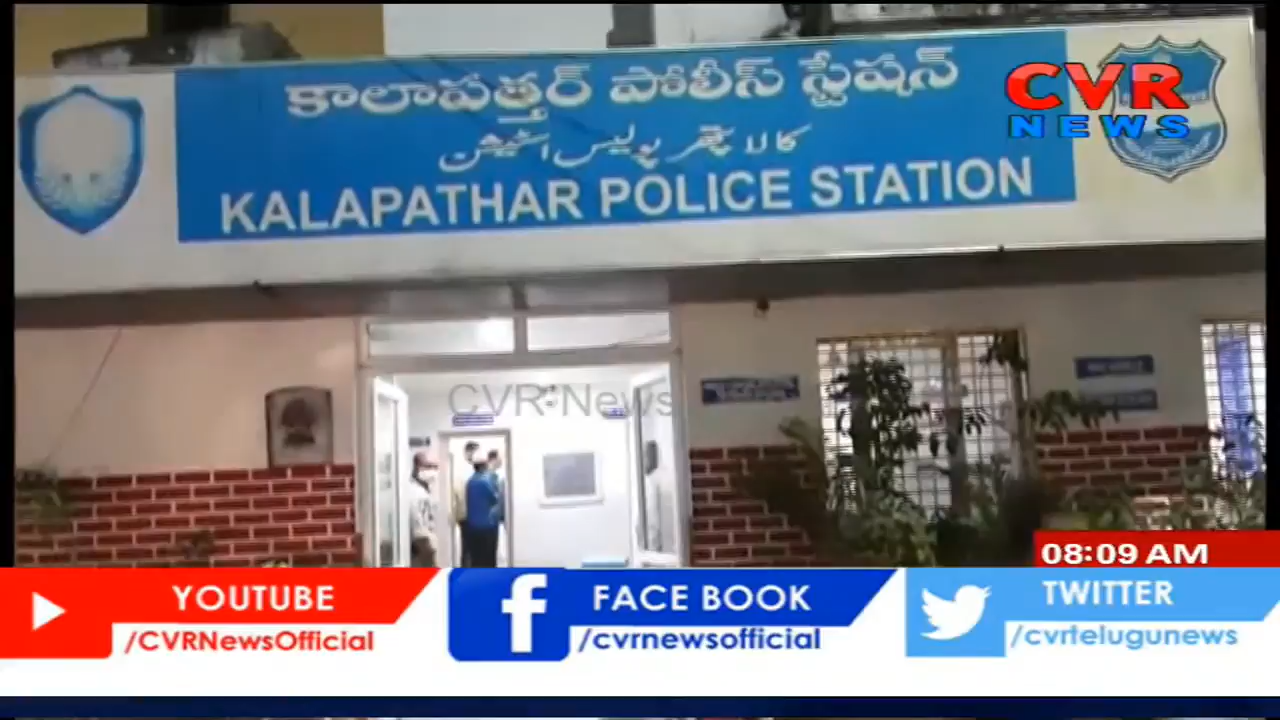 కాలాపత్తర్ పోలీస్ స్టేషన్
کالا پتھر پولیس اسٹیشن
KALAPATHAR POLICE STATION
CVR
NEWS
CVR News
08:09 AM
YOUTUBE
/CVRNewsOfficial
FACE BOOK
/cvrnewsofficial
TWITTER
/cvrtelugunews